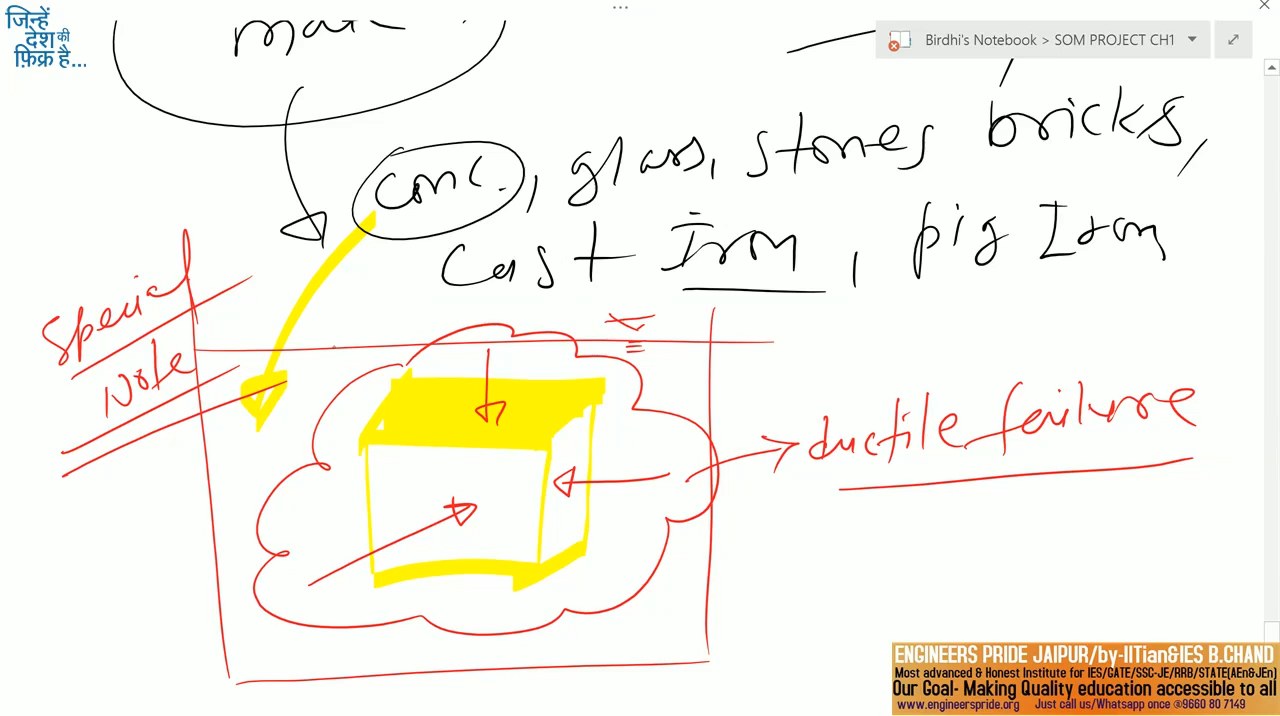 जिन्हें
देश की
फ़िक्र है...
Birdhi's Notebook > SOM PROJECT CH1
conc., glass, stones bricks,
cast Iron, pig Iron
special
Note
ductile failure
ENGINEERS PRIDE JAIPUR/by-IITian&IES B.CHAND
Most advanced & Honest Institute for IES/GATE/SSC-JE/RRB/STATE(AEn&JEn)
Our Goal- Making Quality education accessible to all
www.engineerspride.org Just call us/Whatsapp once @9660 80 7149